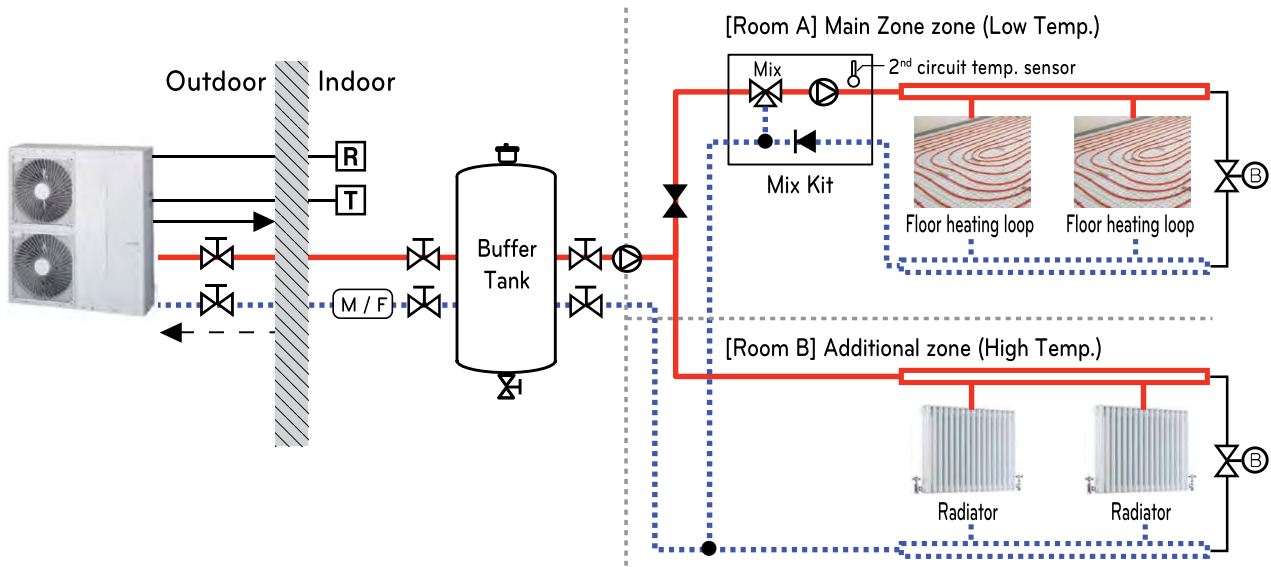 [Room A] Main Zone zone (Low Temp.)
Outdoor
Indoor
Mix
2nd circuit temp. sensor
R
T
Mix Kit
Floor heating loop
Floor heating loop
B
Buffer
Tank
M / F
[Room B] Additional zone (High Temp.)
B
Radiator
Radiator